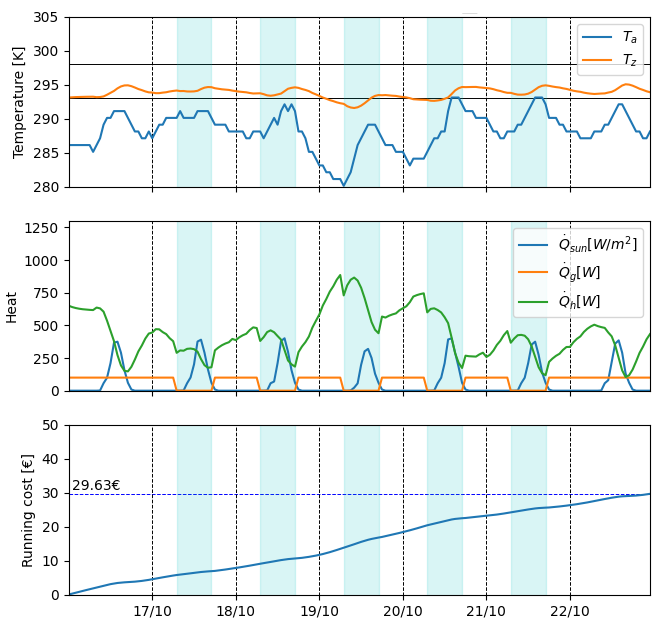 305
300
295
290
285
280
Temperature [K]
T_a
T_z
1250
1000
750
500
250
0
Heat
Q̇_sun[W/m²]
Q̇_g[W]
Q̇_h[W]
50
40
30
20
10
0
Running cost [€]
29.63€
17/10 18/10 19/10 20/10 21/10 22/10